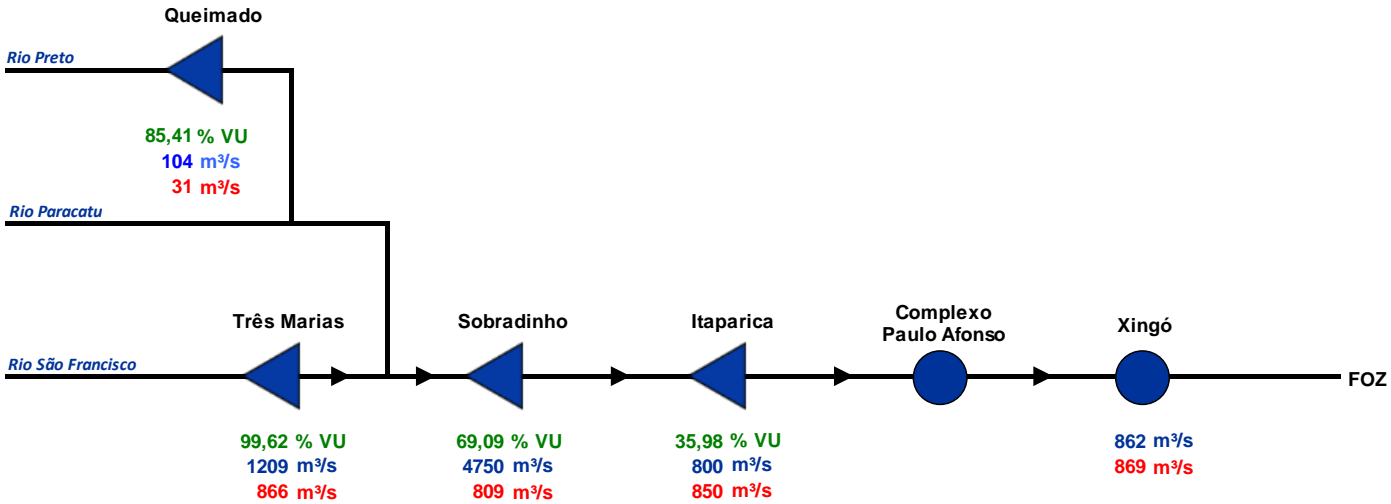 Queimado
Rio Preto
85,41 % VU
104 m³/s
31 m³/s
Rio Paracatu
Três Marias
Sobradinho
Itaparica
Complexo
Paulo Afonso
Xingó
Rio São Francisco
FOZ
99,62 % VU
1209 m³/s
866 m³/s
69,09 % VU
4750 m³/s
809 m³/s
35,98 % VU
800 m³/s
850 m³/s
862 m³/s
869 m³/s